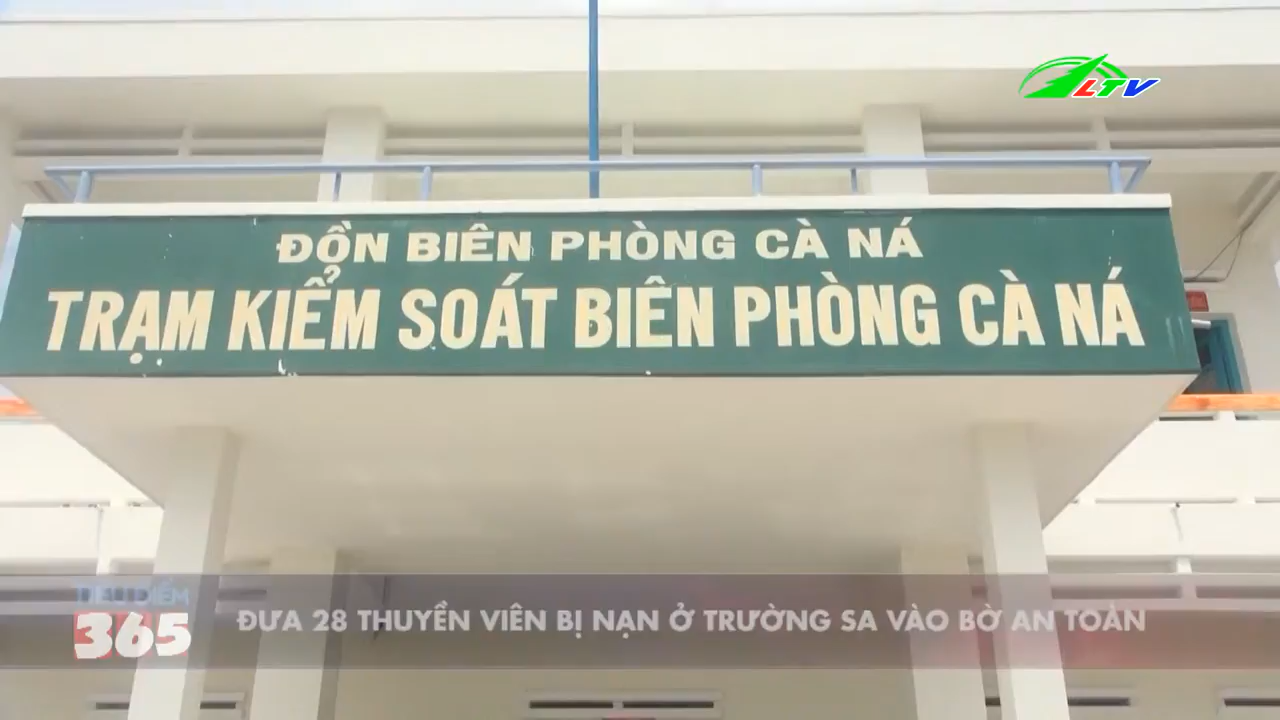 LTV
ĐỒN BIÊN PHÒNG CÀ NÁ
TRẠM KIỂM SOÁT BIÊN PHÒNG CÀ NÁ
TIÊU ĐIỂM
365
ĐƯA 28 THUYỀN VIÊN BỊ NẠN Ở TRƯỜNG SA VÀO BỜ AN TOÀN